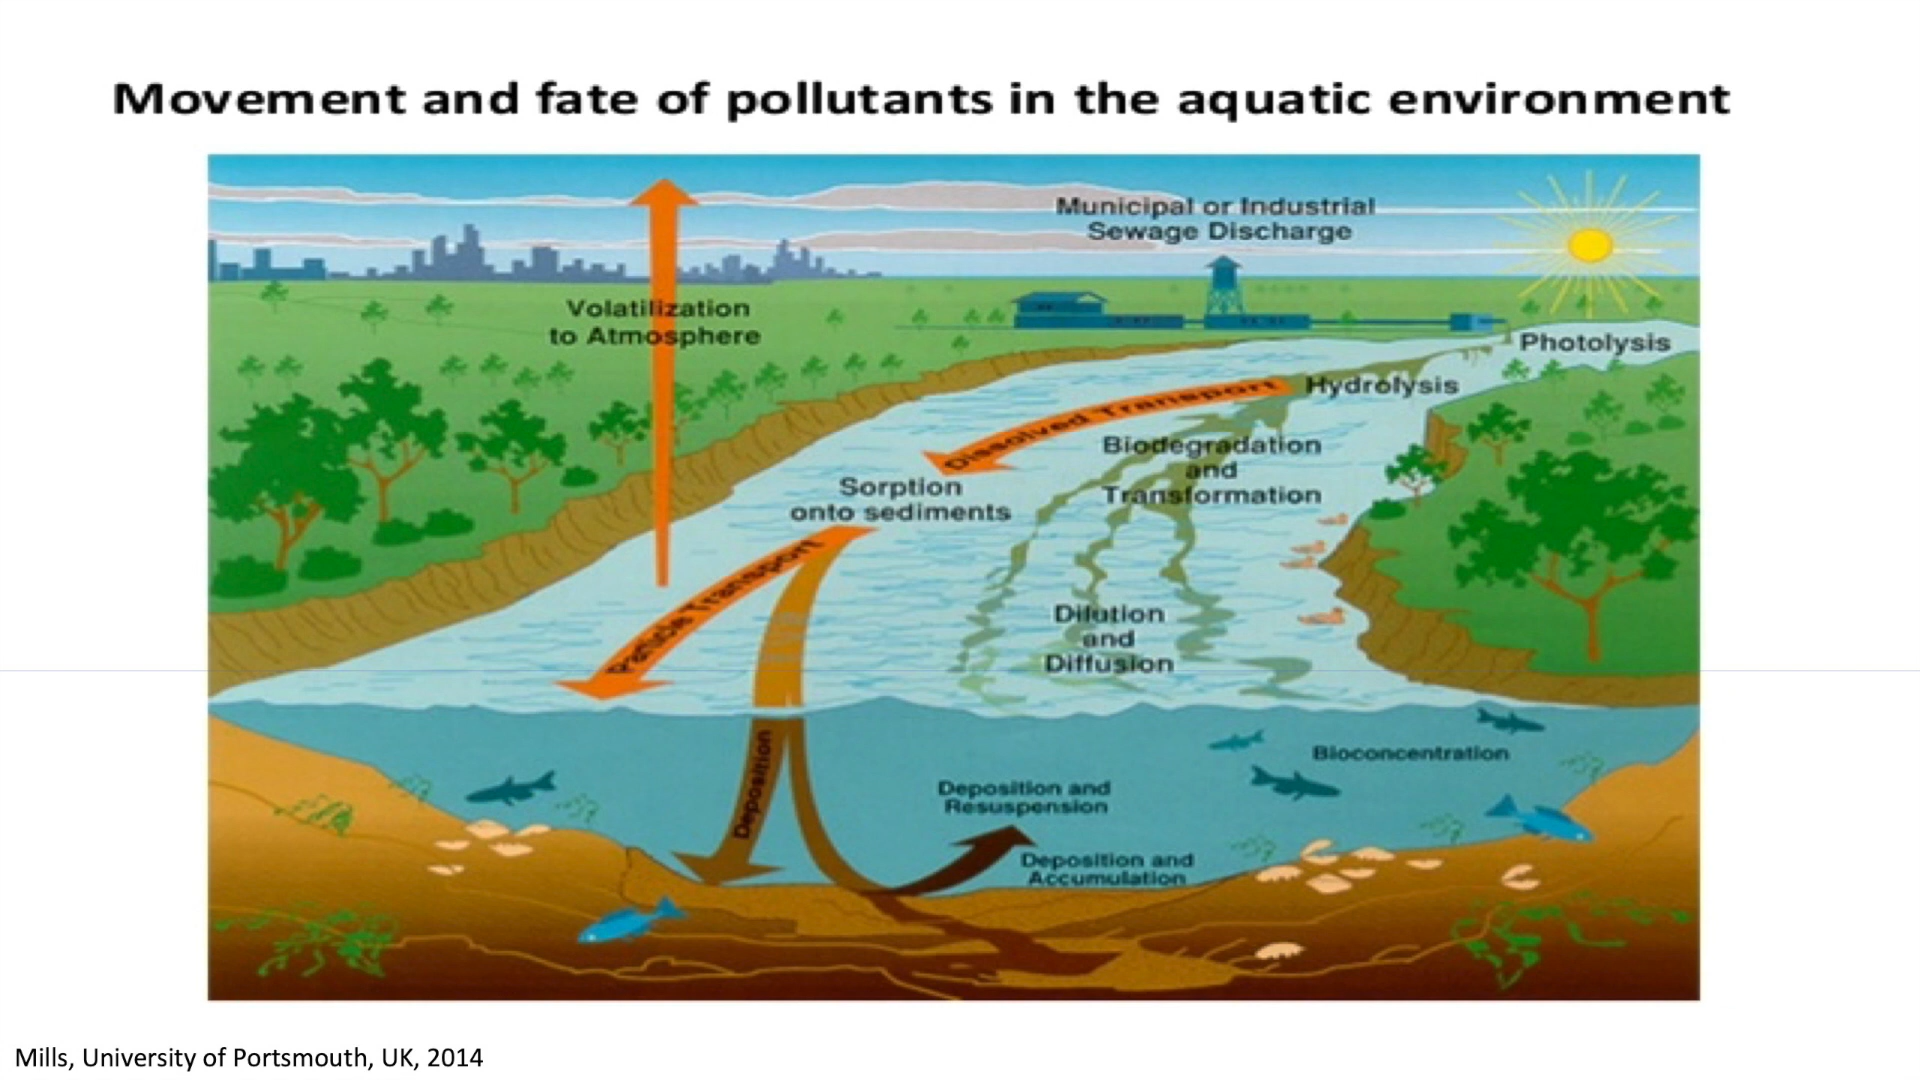 Movement and fate of pollutants in the aquatic environment
Municipal or Industrial
Sewage Discharge
Volatilization
to Atmosphere
Photolysis
Hydrolysis
Dissolved Transport
Biodegradation
and
Transformation
Sorption
onto sediments
Particle Transport
Dilution
and
Diffusion
Deposition
Bioconcentration
Deposition and
Resuspension
Deposition and
Accumulation
Mills, University of Portsmouth, UK, 2014